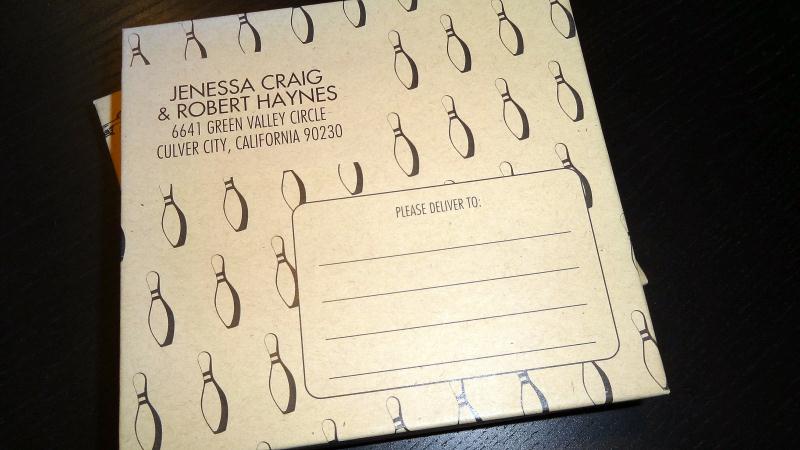 JENESSA CRAIG
& ROBERT HAYNES
6641 GREEN VALLEY CIRCLE
CULVER CITY, CALIFORNIA 90230
PLEASE DELIVER TO: